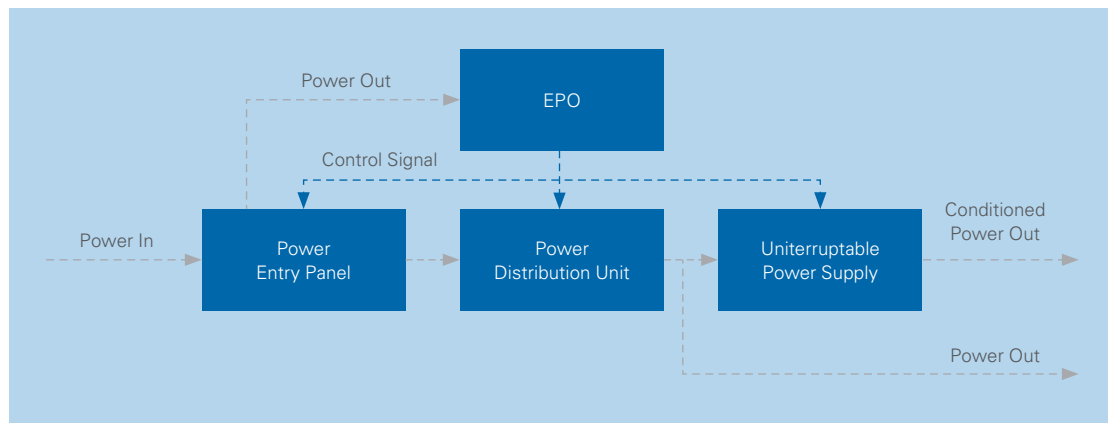 Power Out
EPO
Control Signal
Power In
Power
Entry Panel
Power
Distribution Unit
Uniterruptable
Power Supply
Conditioned
Power Out
Power Out